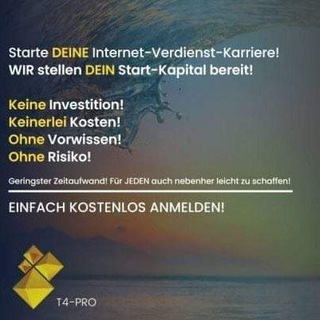 Starte DEINE Internet-Verdienst-Karriere!
WIR stellen DEIN Start-Kapital bereit!
Keine Investition!
Keinerlei Kosten!
Ohne Vorwissen!
Ohne Risiko!
Geringster Zeitaufwand! Für JEDEN auch nebenher leicht zu schaffen!
EINFACH KOSTENLOS ANMELDEN!
T4-PRO